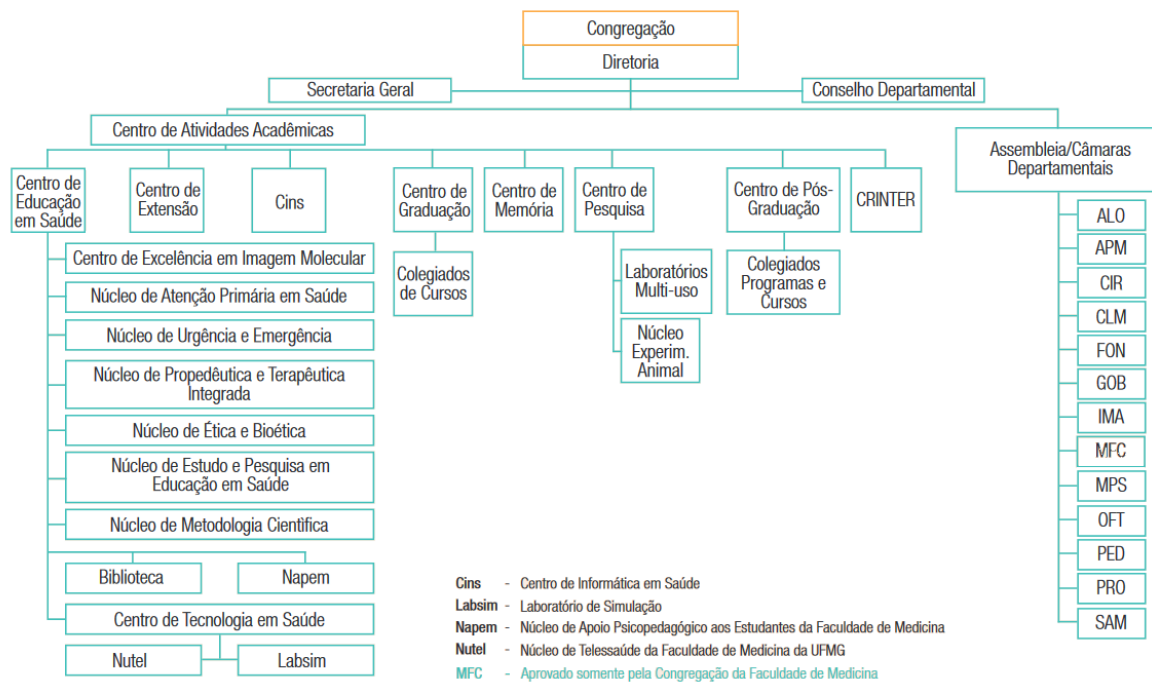 Congregação
Diretoria
Secretaria Geral
Conselho Departamental
Centro de Atividades Acadêmicas
Assembleia/Câmaras
Departamentais
Centro de
Educação
em Saúde
Centro de
Extensão
Cins
Centro de
Graduação
Centro de
Memória
Centro de
Pesquisa
Centro de Pós-
Graduação
CRINTER
Colegiados
de Cursos
Laboratórios
Multi-uso
Núcleo
Experim.
Animal
Colegiados
Programas e
Cursos
Centro de Excelência em Imagem Molecular
Núcleo de Atenção Primária em Saúde
Núcleo de Urgência e Emergência
Núcleo de Propedêutica e Terapêutica
Integrada
Núcleo de Ética e Bioética
Núcleo de Estudo e Pesquisa em
Educação em Saúde
Núcleo de Metodologia Científica
Biblioteca
Napem
Centro de Tecnologia em Saúde
Nutel
Labsim
ALO
APM
CIR
CLM
FON
GOB
IMA
MFC
MPS
OFT
PED
PRO
SAM
Cins - Centro de Informática em Saúde
Labsim - Laboratório de Simulação
Napem - Núcleo de Apoio Psicopedagógico aos Estudantes da Faculdade de Medicina
Nutel - Núcleo de Telessaúde da Faculdade de Medicina da UFMG
MFC - Aprovado somente pela Congregação da Faculdade de Medicina